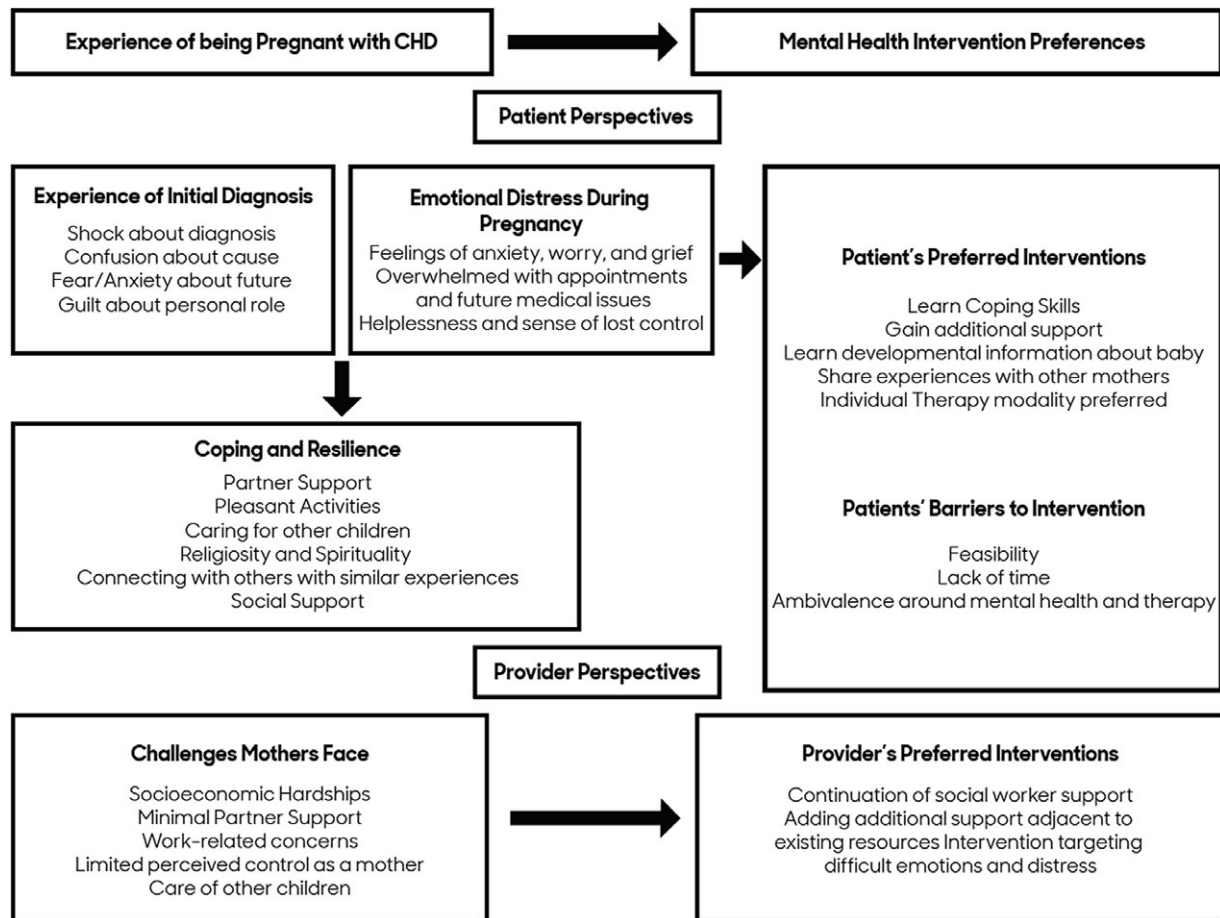 Experience of being Pregnant with CHD
Mental Health Intervention Preferences
Patient Perspectives
Experience of Initial Diagnosis
Shock about diagnosis
Confusion about cause
Fear/Anxiety about future
Guilt about personal role
Emotional Distress During
Pregnancy
Feelings of anxiety, worry, and grief
Overwhelmed with appointments
and future medical issues
Helplessness and sense of lost control
Patient's Preferred Interventions
Learn Coping Skills
Gain additional support
Learn developmental information about baby
Share experiences with other mothers
Individual Therapy modality preferred
Patients' Barriers to Intervention
Feasibility
Lack of time
Ambivalence around mental health and therapy
Coping and Resilience
Partner Support
Pleasant Activities
Caring for other children
Religiosity and Spirituality
Connecting with others with similar experiences
Social Support
Provider Perspectives
Challenges Mothers Face
Socioeconomic Hardships
Minimal Partner Support
Work-related concerns
Limited perceived control as a mother
Care of other children
Provider's Preferred Interventions
Continuation of social worker support
Adding additional support adjacent to
existing resources Intervention targeting
difficult emotions and distress